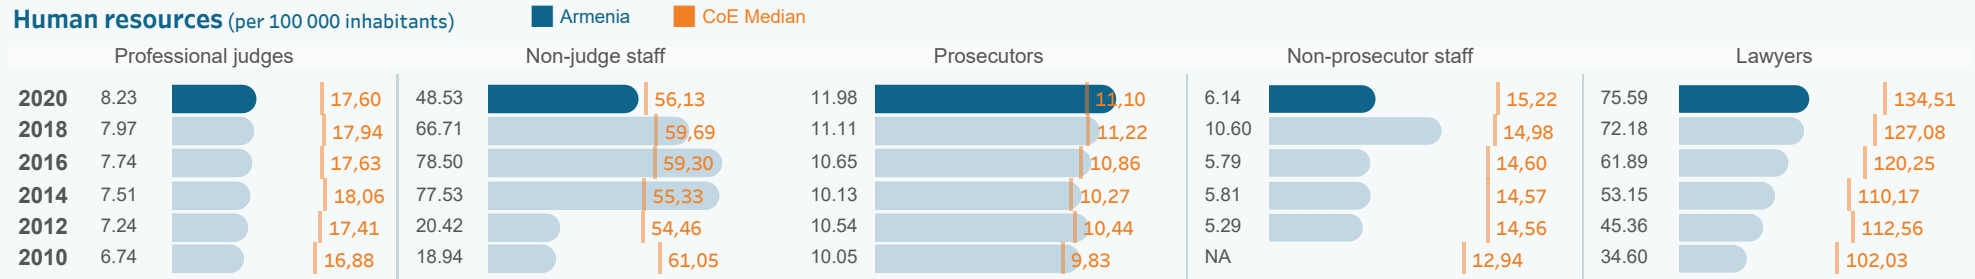 Human resources (per 100 000 inhabitants) Armenia CoE Median
Professional judges Non-judge staff Prosecutors Non-prosecutor staff Lawyers
2020 8.23 17,60 48.53 56,13 11.98 11,10 6.14 15,22 75.59 134,51
2018 7.97 17,94 66.71 59,69 11.11 11,22 10.60 14,98 72.18 127,08
2016 7.74 17,63 78.50 59,30 10.65 10,86 5.79 14,60 61.89 120,25
2014 7.51 18,06 77.53 55,33 10.13 10,27 5.81 14,57 53.15 110,17
2012 7.24 17,41 20.42 54,46 10.54 10,44 5.29 14,56 45.36 112,56
2010 6.74 16,88 18.94 61,05 10.05 9,83 NA 12,94 34.60 102,03